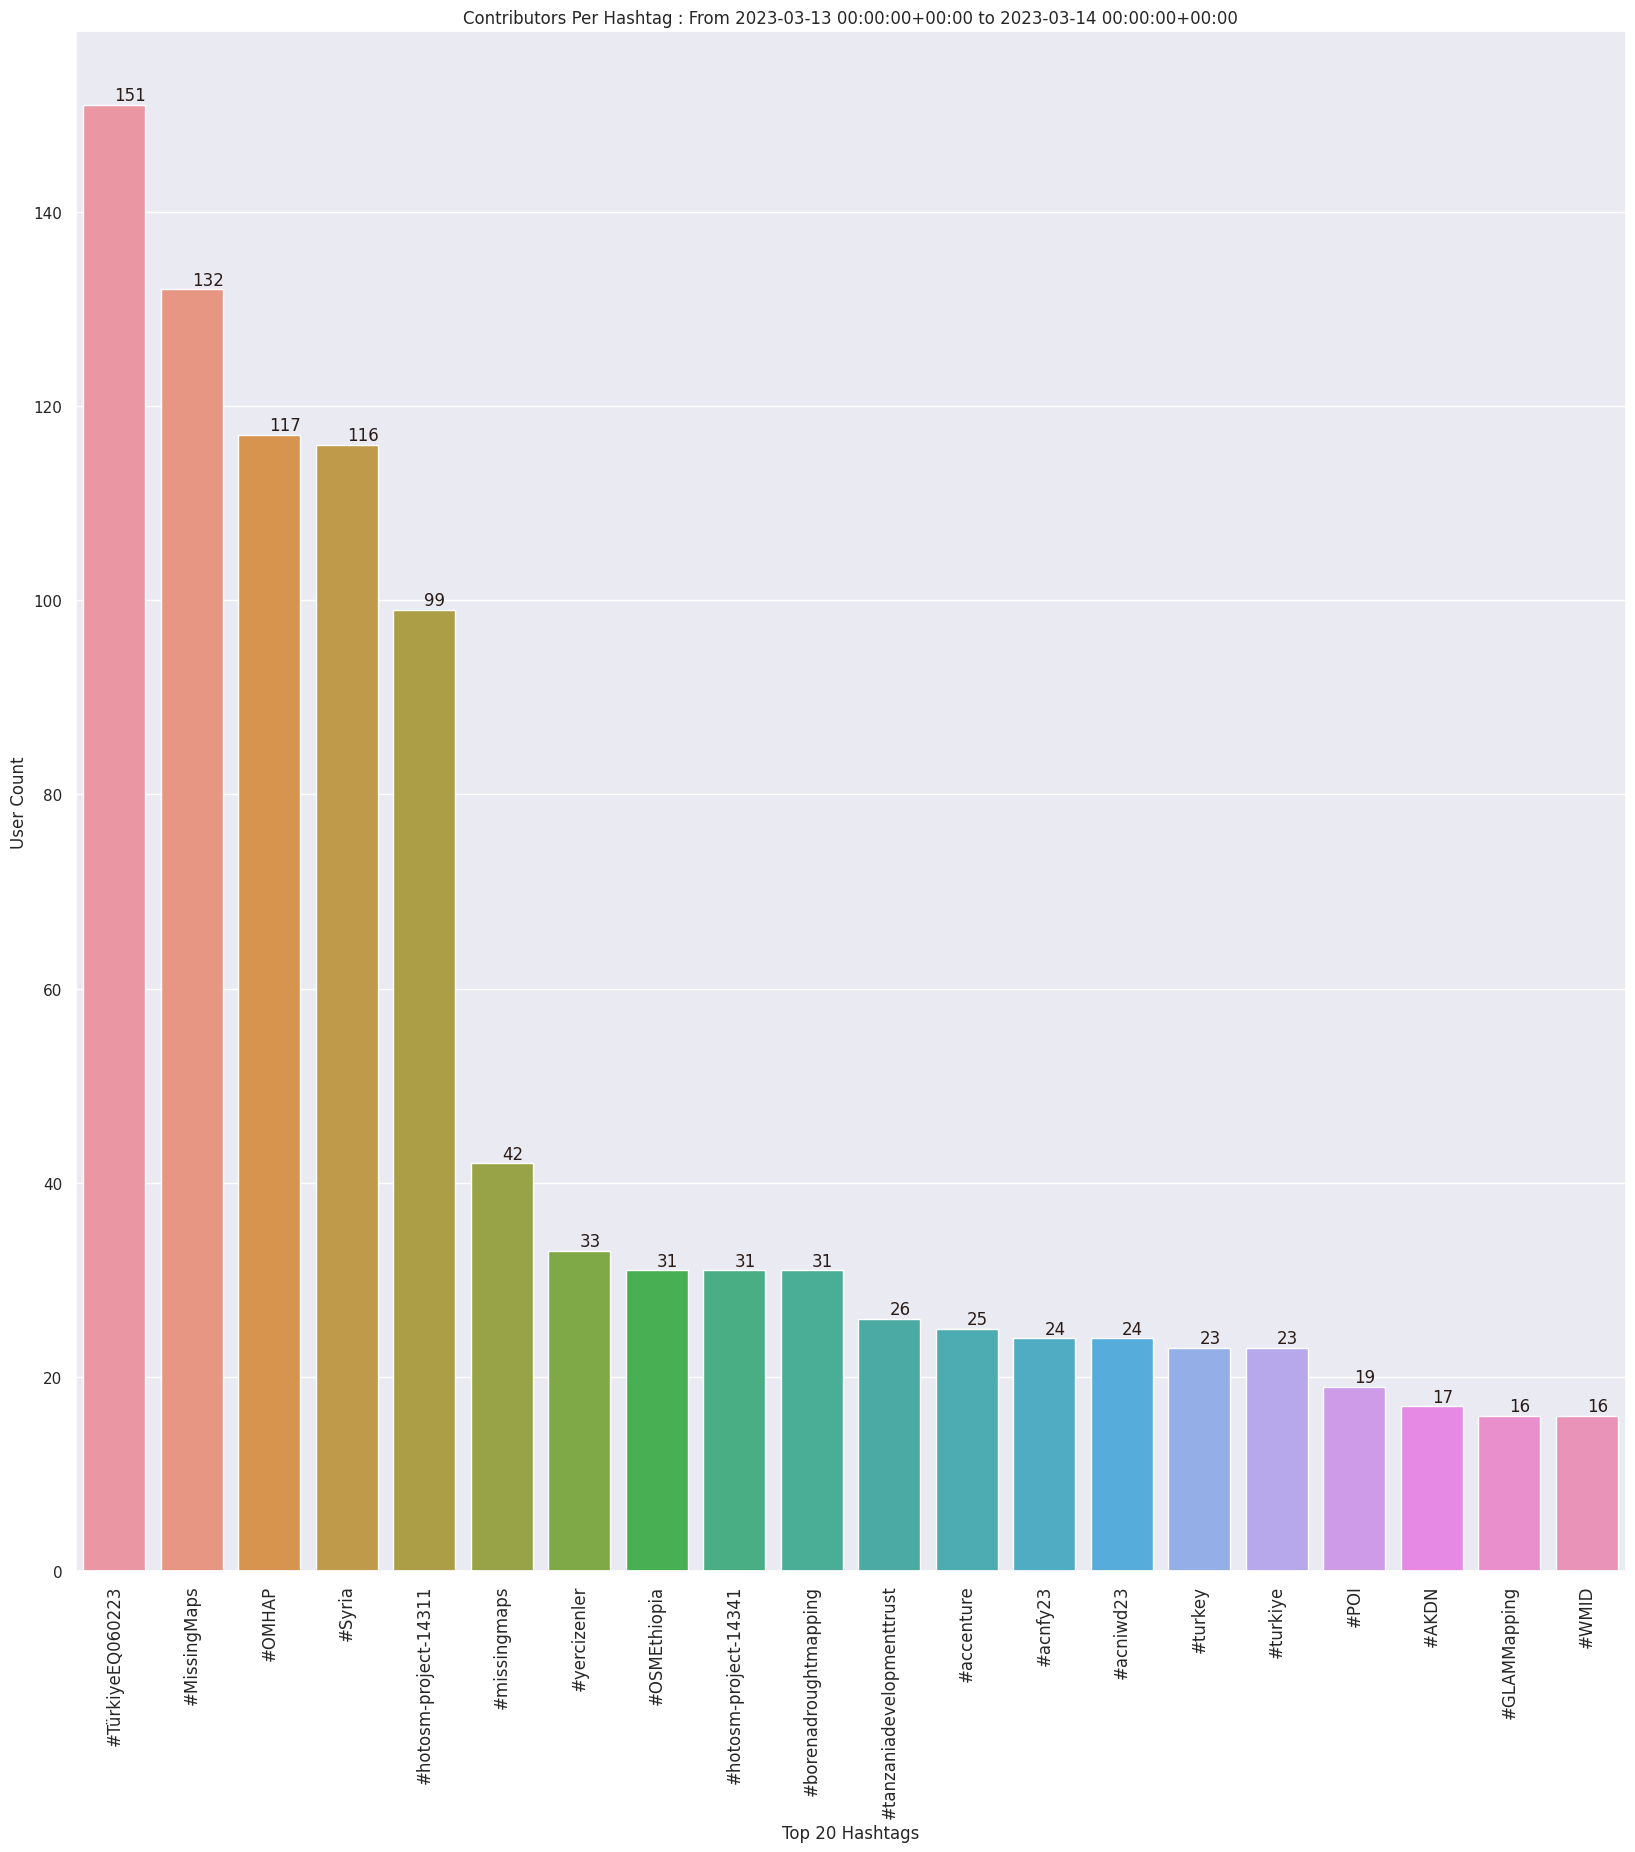 Contributors Per Hashtag : From 2023-03-13 00:00:00+00:00 to 2023-03-14 00:00:00+00:00
151
132
117
116
99
42
33
31
31
31
26
25
24
24
23
23
19
17
16
16
User Count
140
120
100
80
60
40
20
0
#TürkiyeEQ060223
#MissingMaps
#OMHAP
#Syria
#hotosm-project-14311
#missingmaps
#yercizenler
#OSMEthiopia
#hotosm-project-14341
#borenadroughtmapping
#tanzaniadevelopmenttrust
#accenture
#acnfy23
#acniwd23
#turkey
#turkiye
#POI
#AKDN
#GLAMMapping
#WMID
Top 20 Hashtags